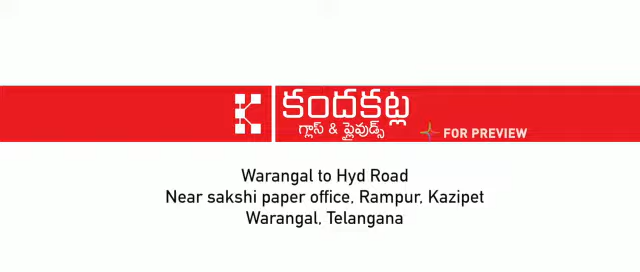 కందకట్ల
గ్లాస్ & ప్లైవుడ్స్
FOR PREVIEW
Warangal to Hyd Road
Near sakshi paper office, Rampur, Kazipet
Warangal, Telangana